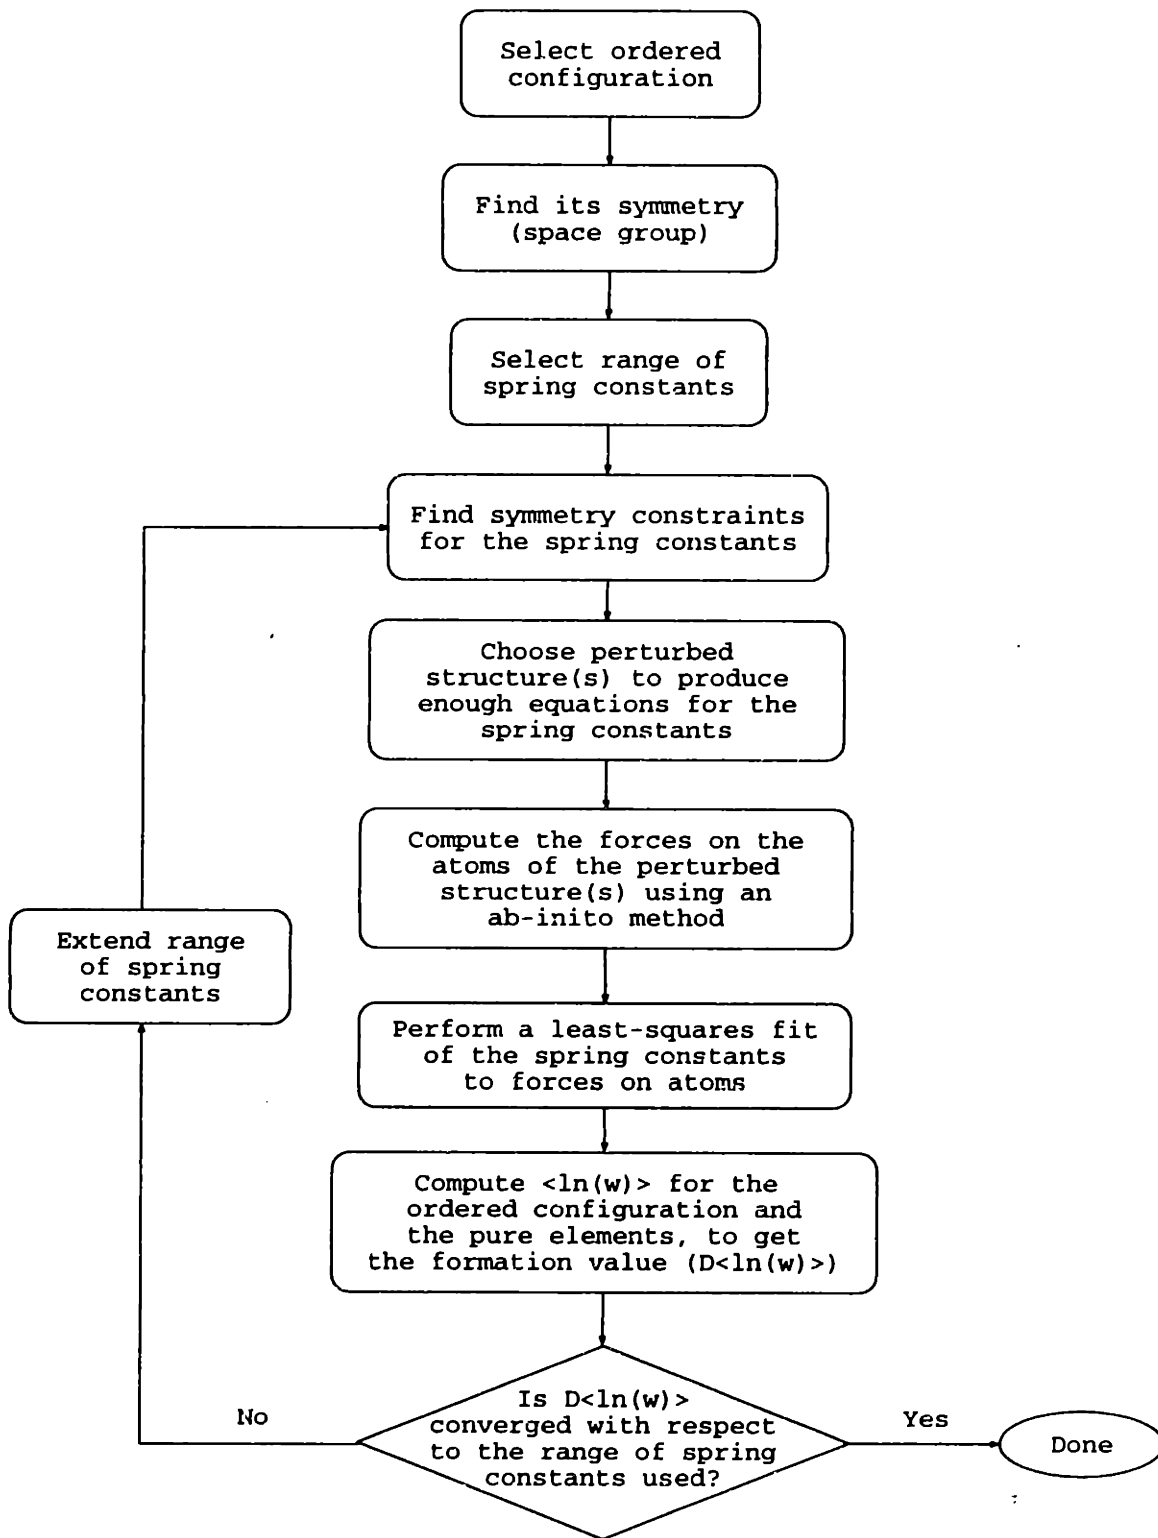 Select ordered
configuration
Find its symmetry
(space group)
Select range of
spring constants
Find symmetry constraints
for the spring constants
Choose perturbed
structure(s) to produce
enough equations for the
spring constants
Compute the forces on the
atoms of the perturbed
structure(s) using an
ab-inito method
Extend range
of spring
constants
Perform a least-squares fit
of the spring constants
to forces on atoms
Compute <ln(w)> for the
ordered configuration and
the pure elements, to get
the formation value (D<ln(w)>)
Is D<ln(w)>
converged with respect
to the range of spring
constants used?
No
Yes
Done